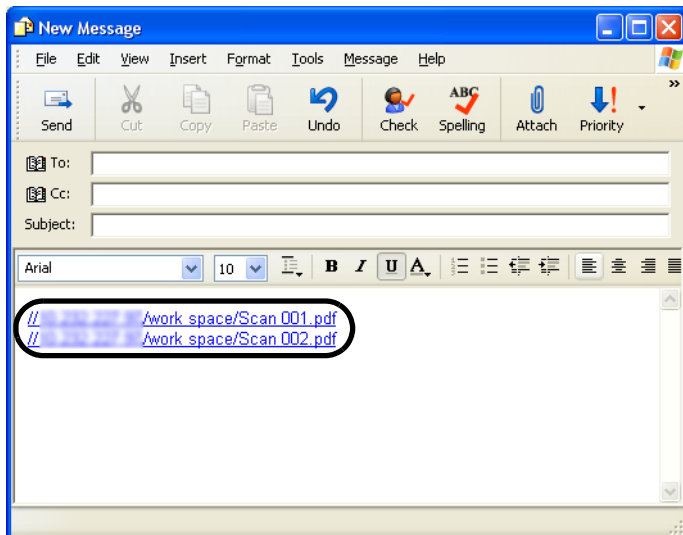 New Message
File Edit View Insert Format Tools Message Help
ABC
Send Cut Copy Paste Undo Check Spelling Attach Priority
To:
Cc:
Subject:
Arial 10 B I U A
// /work space/Scan 001.pdf
// /work space/Scan 002.pdf